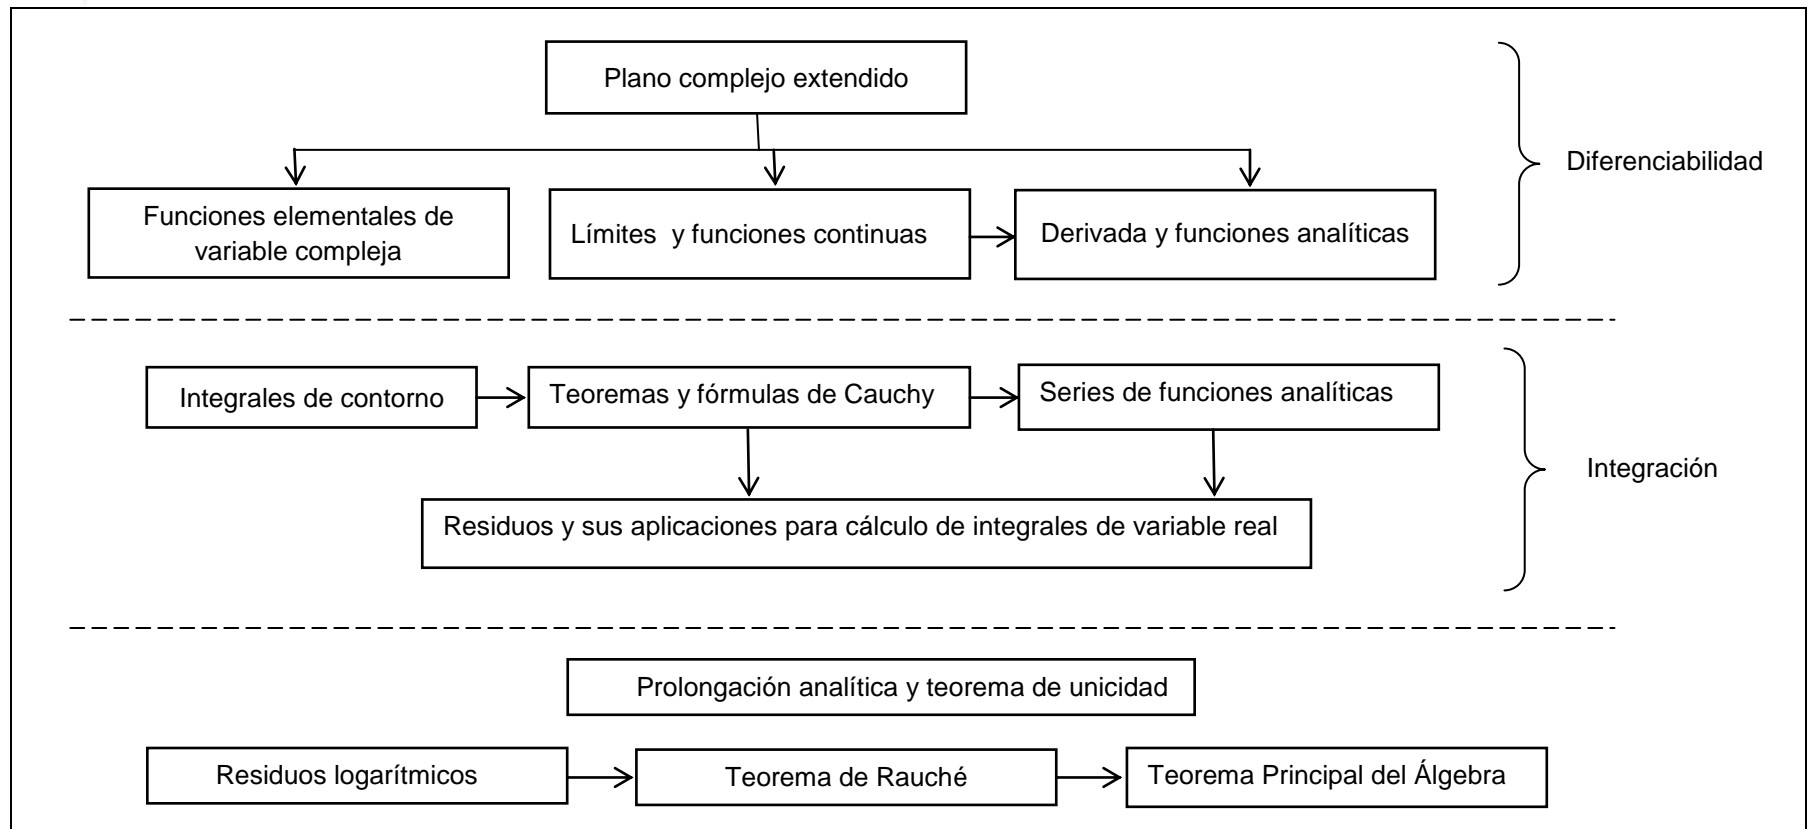 Plano complejo extendido
Diferenciabilidad
Funciones elementales de
variable compleja
Límites y funciones continuas
Derivada y funciones analíticas
Integrales de contorno
Teoremas y fórmulas de Cauchy
Series de funciones analíticas
Integración
Residuos y sus aplicaciones para cálculo de integrales de variable real
Prolongación analítica y teorema de unicidad
Residuos logarítmicos
Teorema de Rauché
Teorema Principal del Álgebra